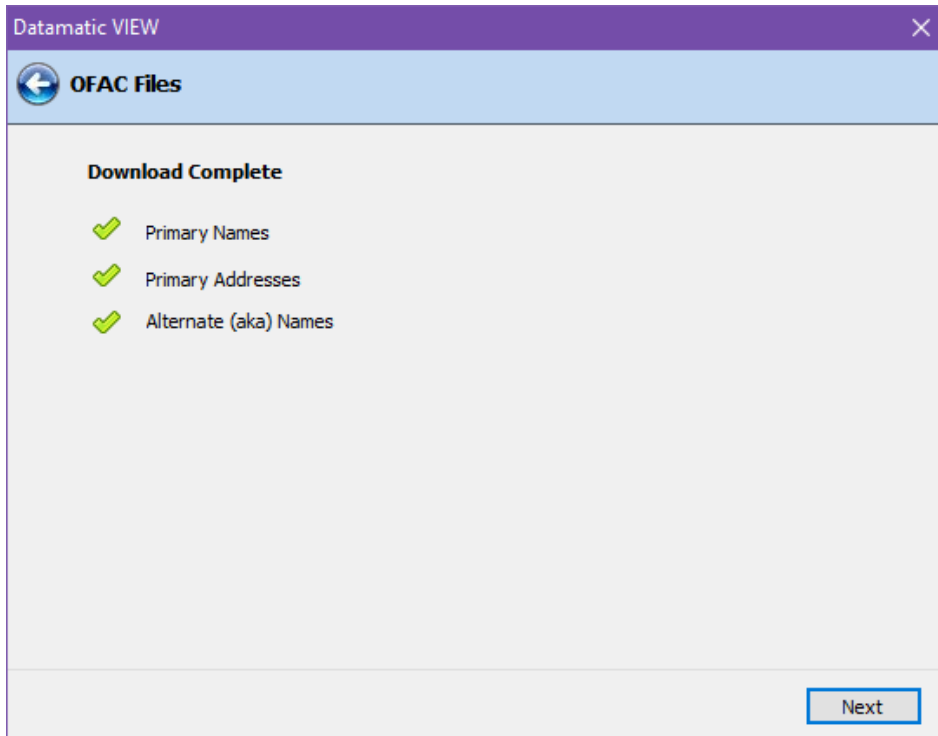 Datamatic VIEW
OFAC Files
Download Complete
Primary Names
Primary Addresses
Alternate (aka) Names
Next